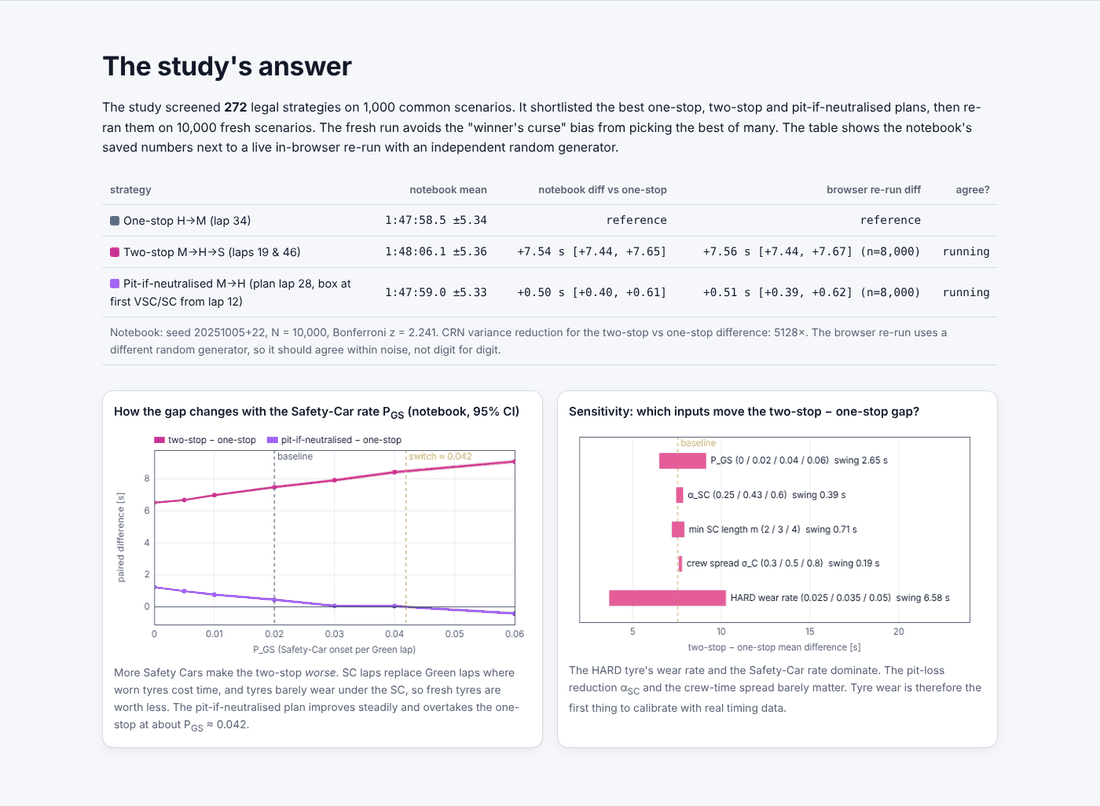 The study's answer
The study screened 272 legal strategies on 1,000 common scenarios. It shortlisted the best one-stop, two-stop and pit-if-neutralised plans, then re-
ran them on 10,000 fresh scenarios. The fresh run avoids the "winner's curse" bias from picking the best of many. The table shows the notebook's
saved numbers next to a live in-browser re-run with an independent random generator.
strategy notebook mean notebook diff vs one-stop browser re-run diff agree?
One-stop H→M (lap 34) 1:47:58.5 ±5.34 reference reference
Two-stop M→H→S (laps 19 & 46) 1:48:06.1 ±5.36 +7.54 s [+7.44, +7.65] +7.56 s [+7.44, +7.67] (n=8,000) running
Pit-if-neutralised M→H (plan lap 28, box at
first VSC/SC from lap 12) 1:47:59.0 ±5.33 +0.50 s [+0.40, +0.61] +0.51 s [+0.39, +0.62] (n=8,000) running
Notebook: seed 20251005+22, N = 10,000, Bonferroni z = 2.241. CRN variance reduction for the two-stop vs one-stop difference: 5128×. The browser re-run uses a
different random generator, so it should agree within noise, not digit for digit.
How the gap changes with the Safety-Car rate P_GS (notebook, 95% CI)
two-stop − one-stop pit-if-neutralised − one-stop
baseline switch ≈ 0.042
8
6
4
2
0
paired difference [s]
0 0.01 0.02 0.03 0.04 0.05 0.06
P_GS (Safety-Car onset per Green lap)
More Safety Cars make the two-stop worse. SC laps replace Green laps where
worn tyres cost time, and tyres barely wear under the SC, so fresh tyres are
worth less. The pit-if-neutralised plan improves steadily and overtakes the one-
stop at about P_GS ≈ 0.042.
Sensitivity: which inputs move the two-stop − one-stop gap?
baseline
P_GS (0 / 0.02 / 0.04 / 0.06) swing 2.65 s
α_SC (0.25 / 0.43 / 0.6) swing 0.39 s
min SC length m (2 / 3 / 4) swing 0.71 s
crew spread σ_C (0.3 / 0.5 / 0.8) swing 0.19 s
HARD wear rate (0.025 / 0.035 / 0.05) swing 6.58 s
5 10 15 20
two-stop − one-stop mean difference [s]
The HARD tyre's wear rate and the Safety-Car rate dominate. The pit-loss
reduction α_SC and the crew-time spread barely matter. Tyre wear is therefore the
first thing to calibrate with real timing data.